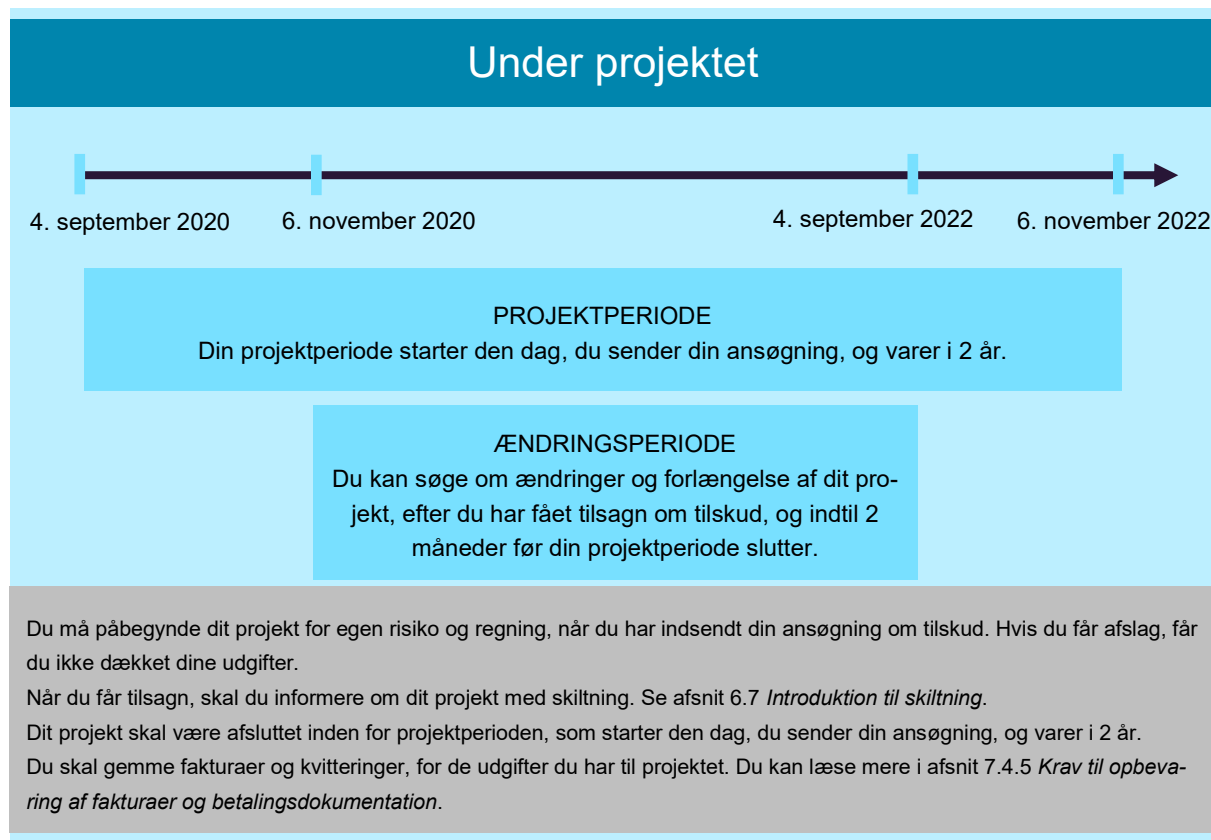 Under projektet
4. september 2020 6. november 2020 4. september 2022 6. november 2022
PROJEKTPERIODE
Din projektperiode starter den dag, du sender din ansøgning, og varer i 2 år.
ÆNDRINGSPERIODE
Du kan søge om ændringer og forlængelse af dit pro-
jekt, efter du har fået tilsagn om tilskud, og indtil 2
måneder før din projektperiode slutter.
Du må påbegynde dit projekt for egen risiko og regning, når du har indsendt din ansøgning om tilskud. Hvis du får afslag, får
du ikke dækket dine udgifter.
Når du får tilsagn, skal du informere om dit projekt med skiltning. Se afsnit 6.7 Introduktion til skiltning.
Dit projekt skal være afsluttet inden for projektperioden, som starter den dag, du sender din ansøgning, og varer i 2 år.
Du skal gemme fakturaer og kvitteringer, for de udgifter du har til projektet. Du kan læse mere i afsnit 7.4.5 Krav til opbeva-
ring af fakturaer og betalingsdokumentation.